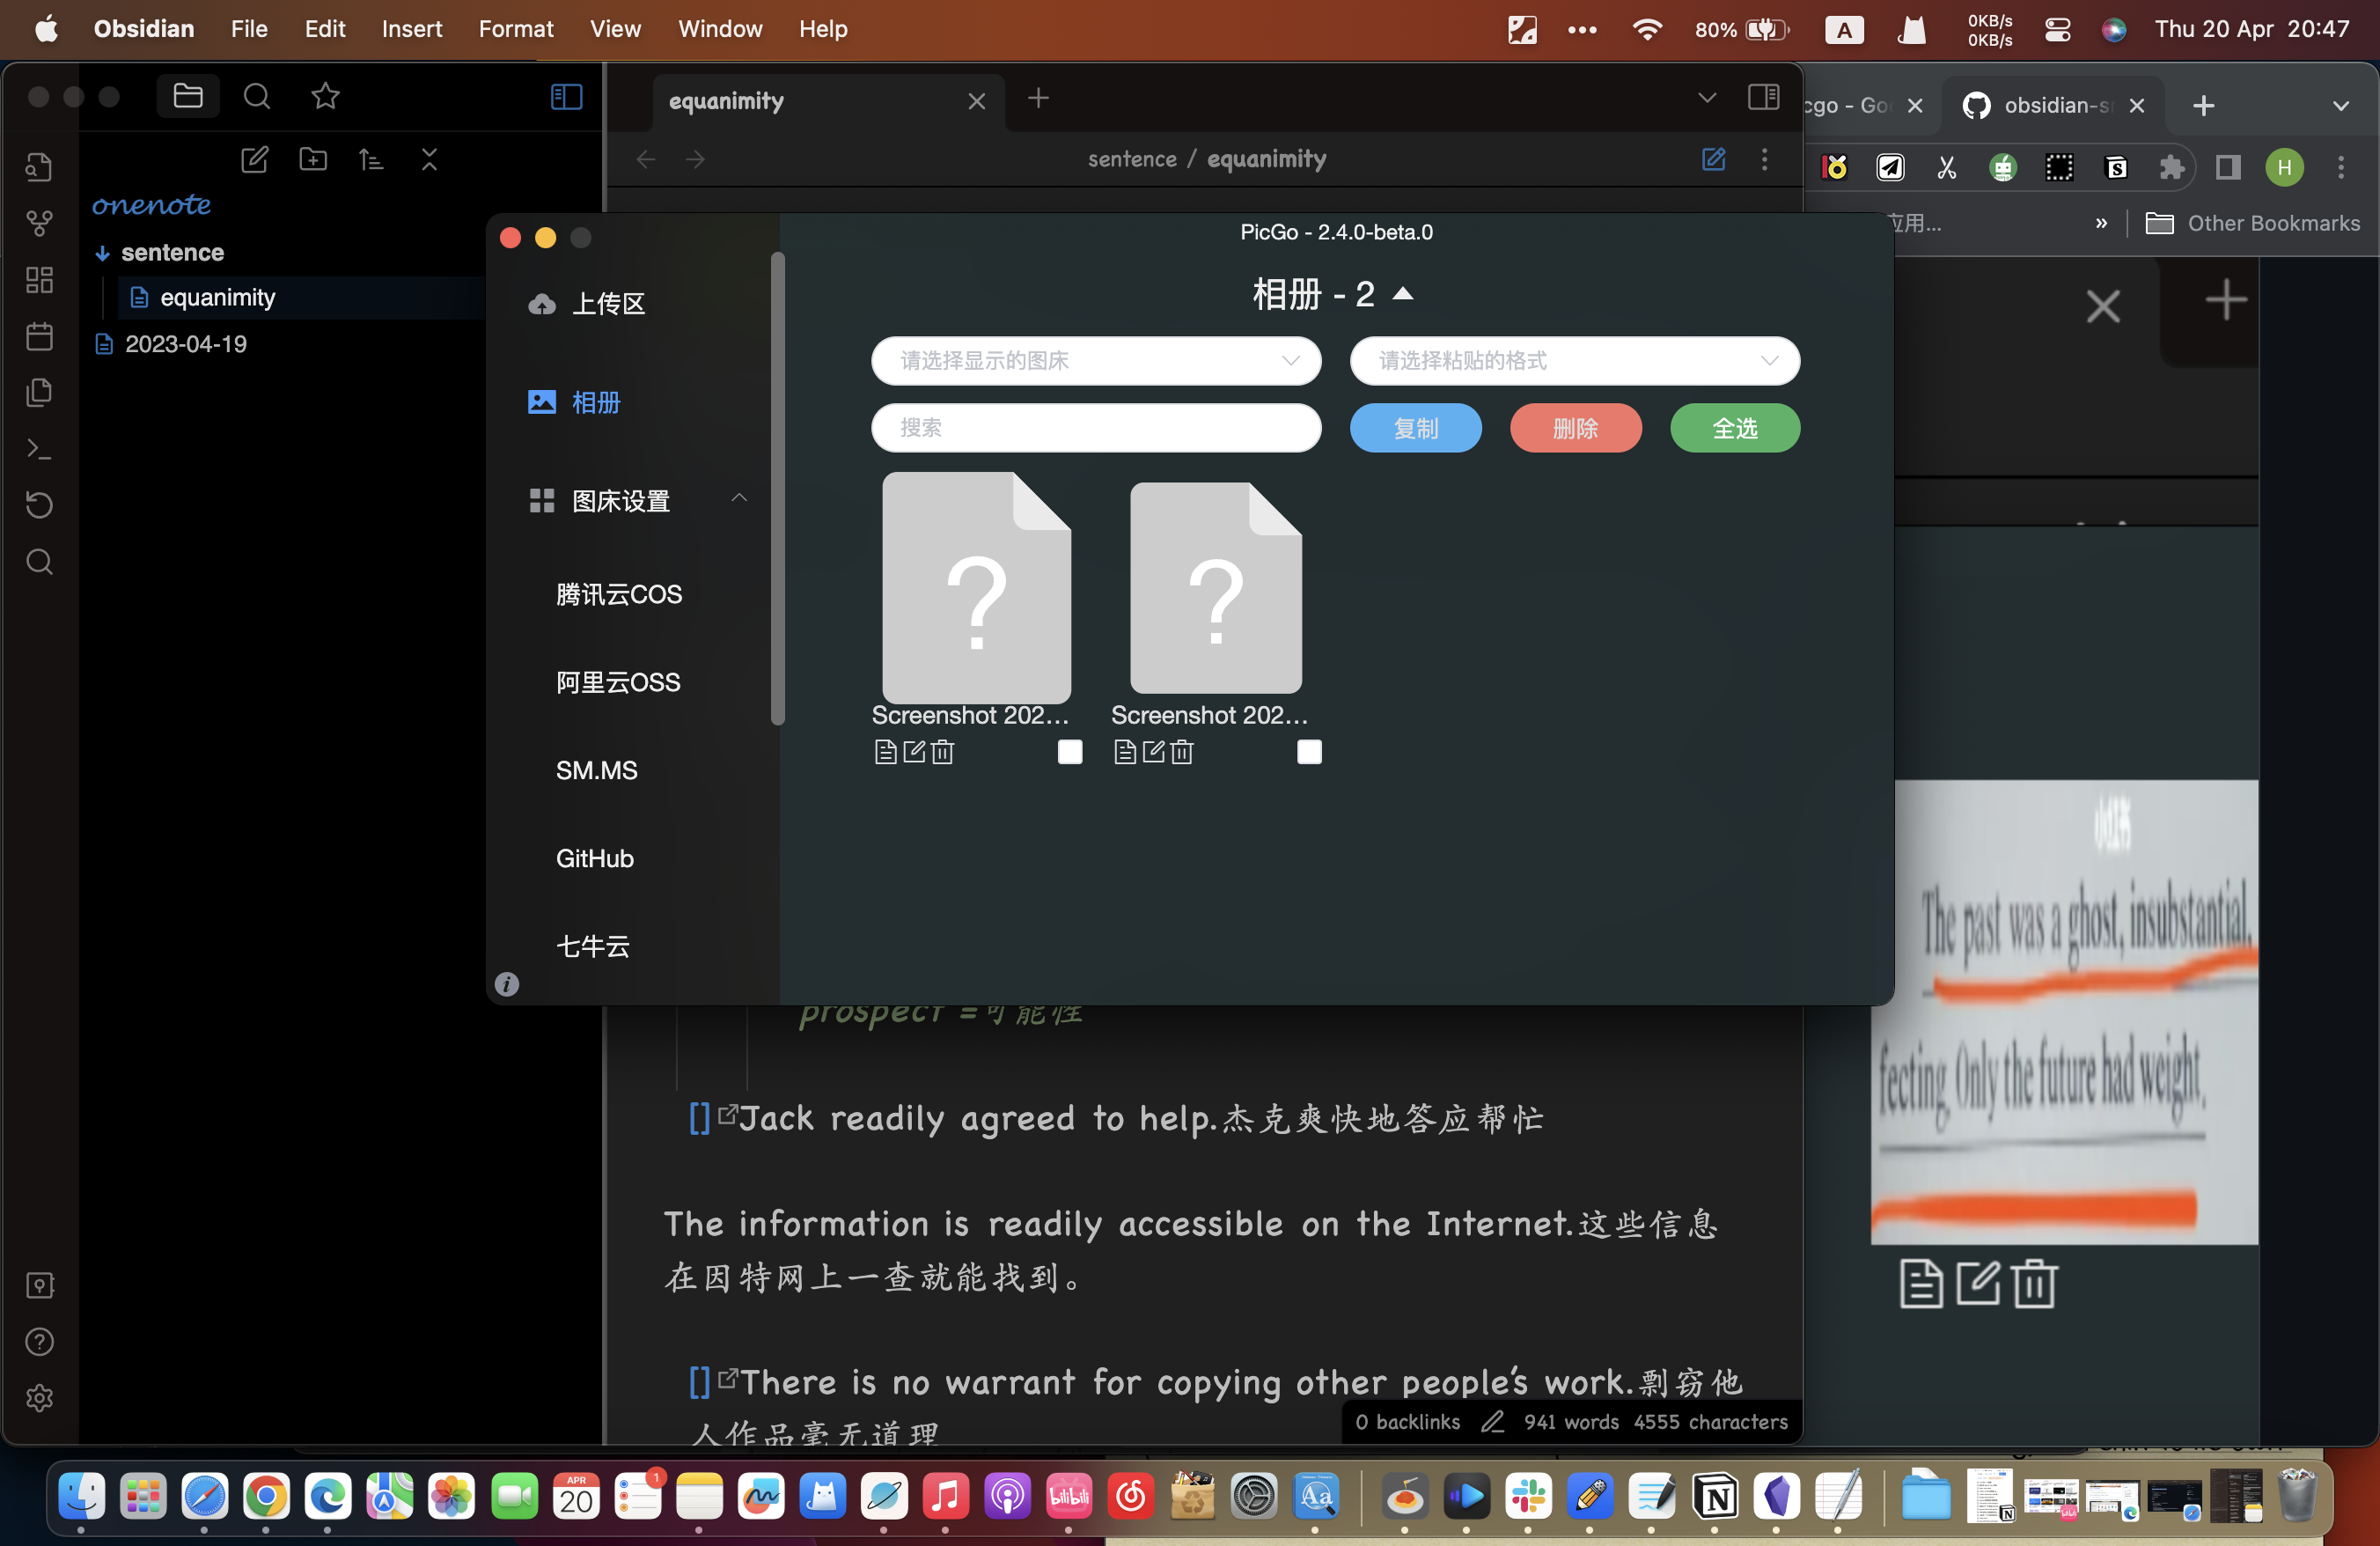 Obsidian File Edit Insert Format View Window Help
80% A 0KB/s 0KB/s Thu 20 Apr 20:47
equanimity
obsidian-s
sentence / equanimity
H
onenote
应用...
» Other Bookmarks
sentence
equanimity
2023-04-19
PicGo - 2.4.0-beta.0
上传区
相册
图床设置
腾讯云COS
阿里云OSS
SM.MS
GitHub
七牛云
相册 - 2
请选择显示的图床
请选择粘贴的格式
搜索
复制
删除
全选
?
?
Screenshot 202...
Screenshot 202...
prospect =可能性
[]Jack readily agreed to help.杰克爽快地答应帮忙
The information is readily accessible on the Internet.这些信息
在因特网上一查就能找到。
[]There is no warrant for copying other people's work.剽窃他
人作品毫无道理
0 backlinks 941 words 4555 characters
The past was a ghost, insubstantial,
fecting. Only the future had weight.
APR
20
1
bilibili
Aa
N